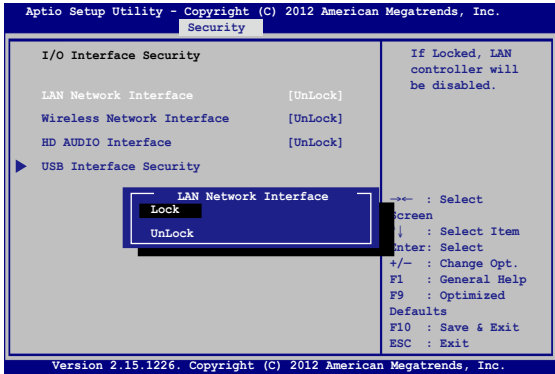 Aptio Setup Utility - Copyright (C) 2012 American Megatrends, Inc.
Security
I/O Interface Security
LAN Network Interface [UnLock]
Wireless Network Interface [UnLock]
HD AUDIO Interface [UnLock]
USB Interface Security
LAN Network Interface
Lock
UnLock
If Locked, LAN
controller will
be disabled.
→← : Select
Screen
↑↓ : Select Item
Enter: Select
+/— : Change Opt.
F1 : General Help
F9 : Optimized
Defaults
F10 : Save & Exit
ESC : Exit
Version 2.15.1226. Copyright (C) 2012 American Megatrends, Inc.